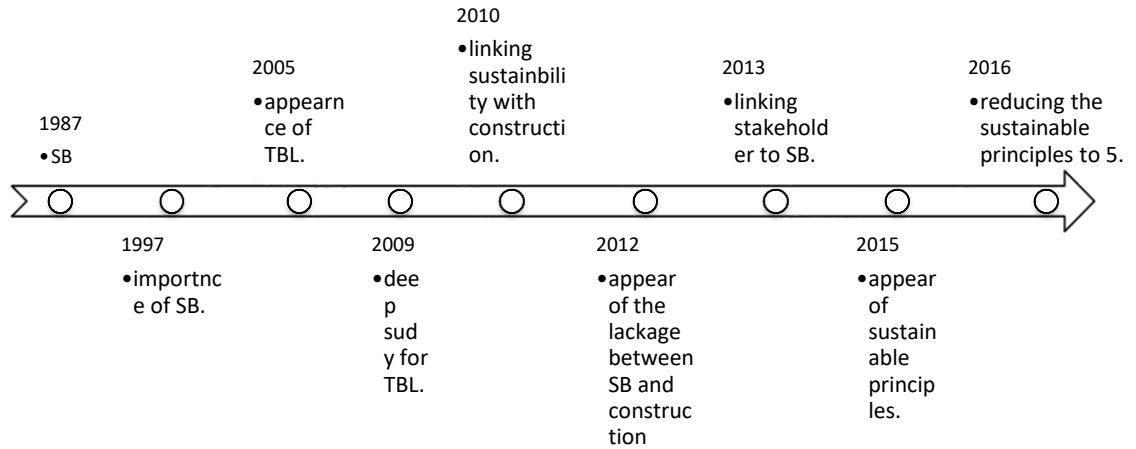 1987
•SB
1997
•importnc
e of SB.
2005
•appearn
ce of
TBL.
2009
•dee
p
sud
y for
TBL.
2010
•linking
sustainbili
ty with
constructi
on.
2012
•appear
of the
lackage
between
SB and
construc
tion
2013
•linking
stakehold
er to SB.
2015
•appear
of
sustain
able
princip
les.
2016
•reducing the
sustainable
principles to 5.